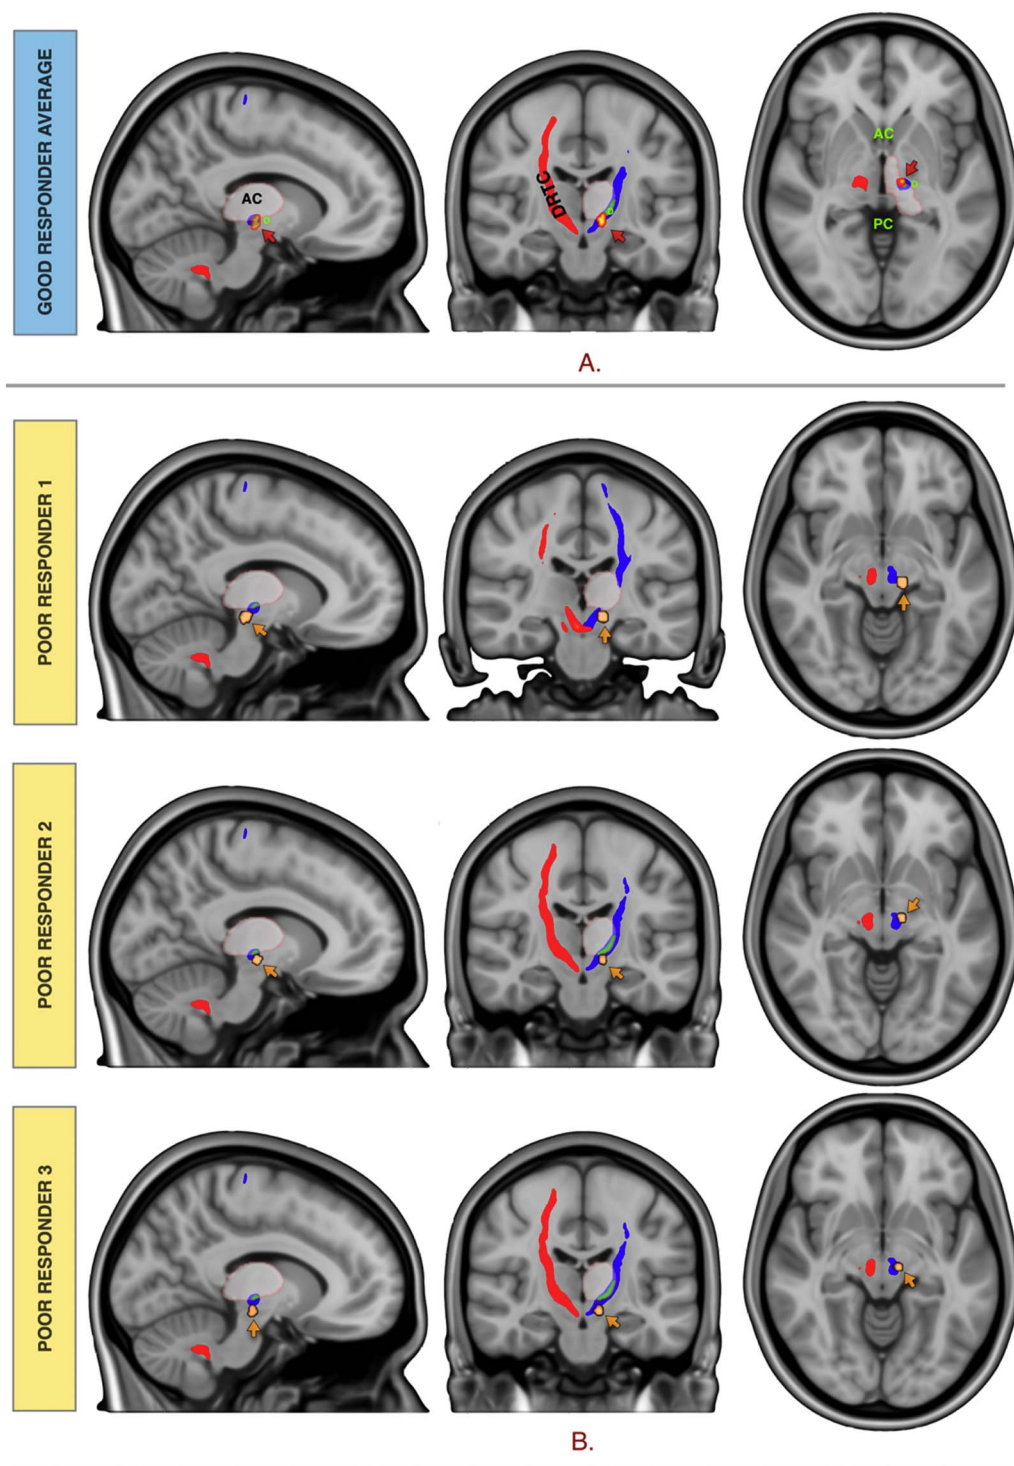 GOOD RESPONDER AVERAGE
AC
DRTC
AC
PC
A.
POOR RESPONDER 1
POOR RESPONDER 2
POOR RESPONDER 3
B.